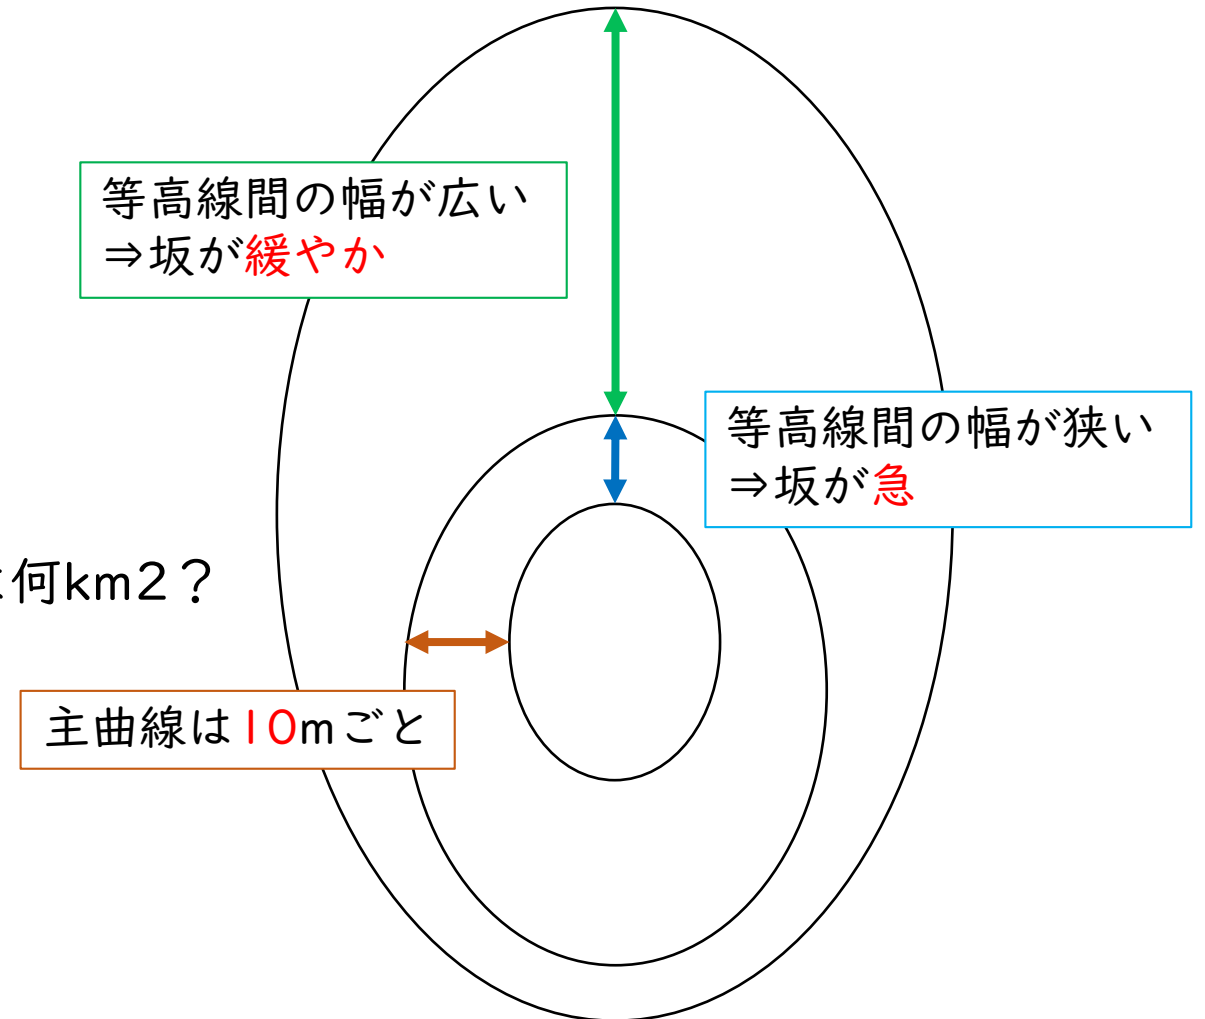 等高線間の幅が広い
⇒坂が緩やか
等高線間の幅が狭い
⇒坂が急
何km2？
主曲線は10mごと